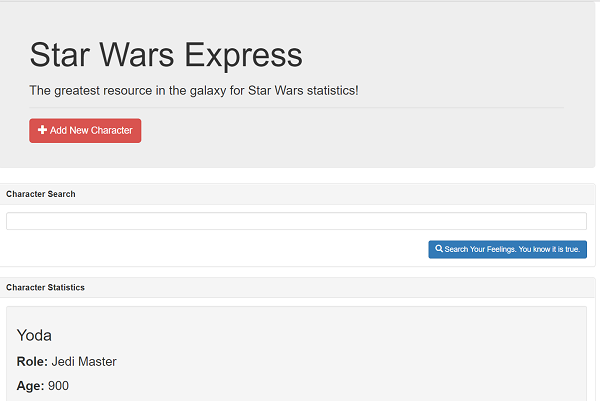 Star Wars Express
The greatest resource in the galaxy for Star Wars statistics!
Add New Character
Character Search
Search Your Feelings. You know it is true.
Character Statistics
Yoda
Role: Jedi Master
Age: 900